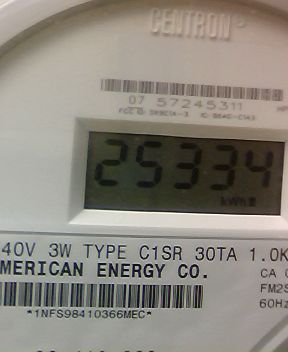 CENTRON®
07 57245311
25334
kWh
40V 3W TYPE C1SR 30TA 1.0K
MERICAN ENERGY CO.
CA
FM2S
60Hz
*1NFS98410366MEC*